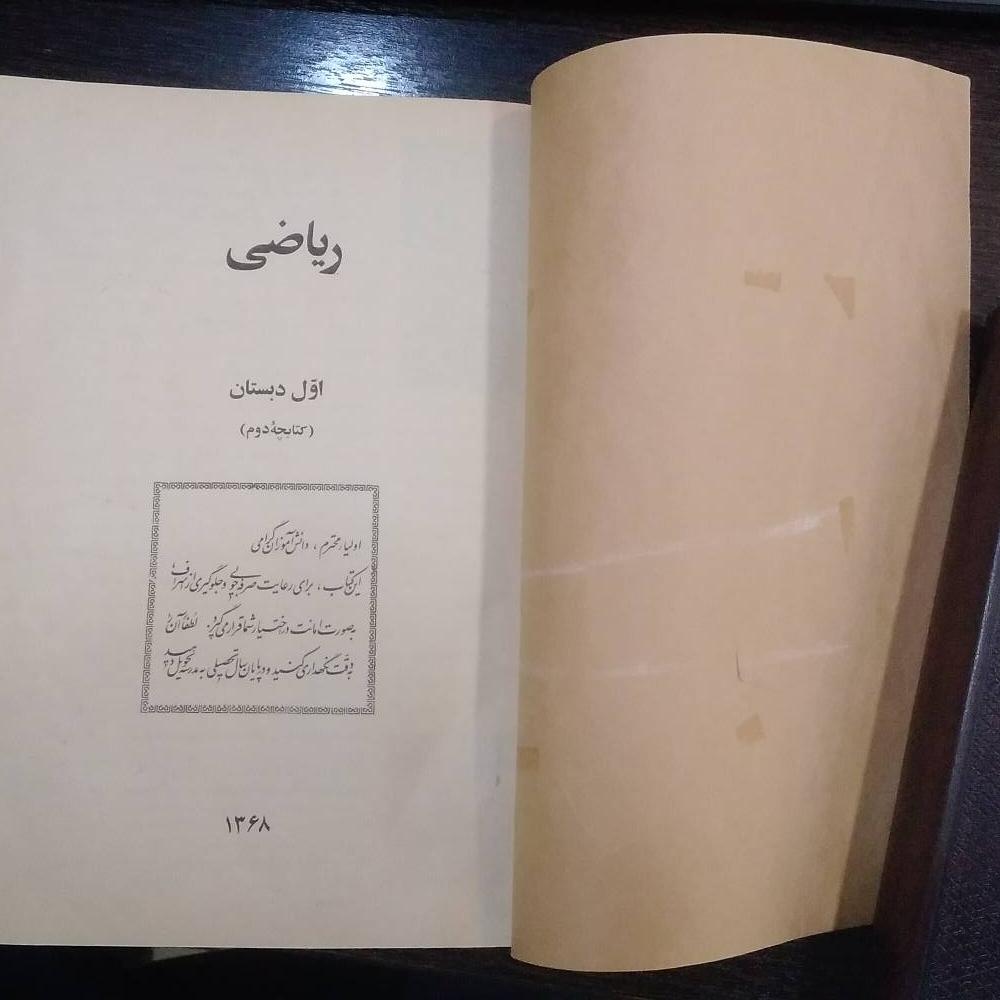 ریاضی
اوّل دبستان
(کتابچهٔ دوم)
اولیاء محترم، دانش‌آموزان گرامی
این کتاب، برای رعایت صرفه‌جویی و جلوگیری از اسراف،
بصورت امانت در اختیار شما قرار می‌گیرد. لطفاً آن را
به دقّت نگهداری کنید و در پایان سال تحصیلی به مدرسه تحویل دهید
۱۳۶۸